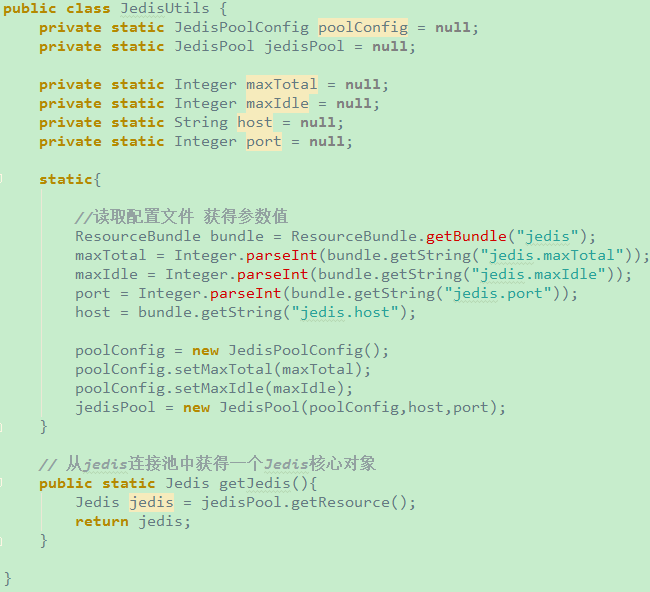 public class JedisUtils {
    private static JedisPoolConfig poolConfig = null;
    private static JedisPool jedisPool = null;

    private static Integer maxTotal = null;
    private static Integer maxIdle = null;
    private static String host = null;
    private static Integer port = null;

    static{

        //读取配置文件 获得参数值
        ResourceBundle bundle = ResourceBundle.getBundle("jedis");
        maxTotal = Integer.parseInt(bundle.getString("jedis.maxTotal"));
        maxIdle = Integer.parseInt(bundle.getString("jedis.maxIdle"));
        port = Integer.parseInt(bundle.getString("jedis.port"));
        host = bundle.getString("jedis.host");

        poolConfig = new JedisPoolConfig();
        poolConfig.setMaxTotal(maxTotal);
        poolConfig.setMaxIdle(maxIdle);
        jedisPool = new JedisPool(poolConfig,host,port);
    }

    // 从jedis连接池中获得一个Jedis核心对象
    public static Jedis getJedis(){
        Jedis jedis = jedisPool.getResource();
        return jedis;
    }

}